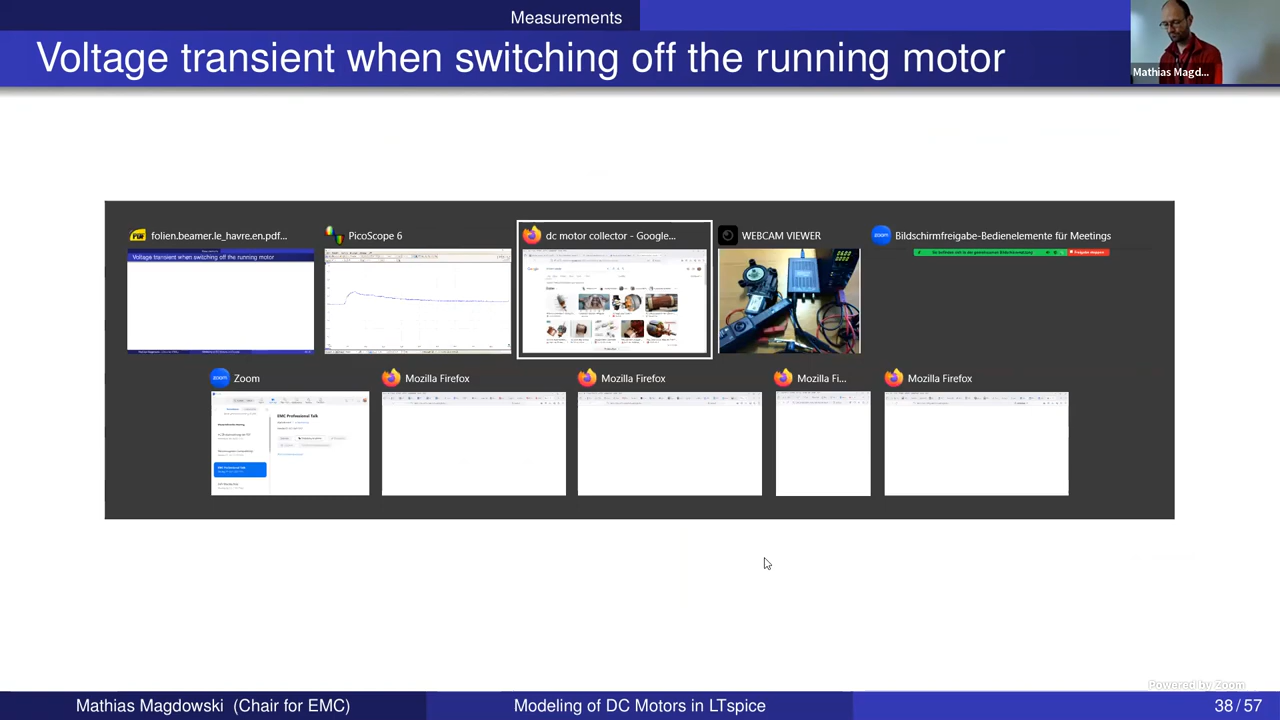 Measurements
Voltage transient when switching off the running motor
Mathias Magd...
folien.beamer.le_havre.en.pdf...
PicoScope 6
dc motor collector - Google...
WEBCAM VIEWER
zoom
Bildschirmfreigabe-Bedienelemente für Meetings
Voltage transient when switching off the running motor
Google
zoom
Zoom
Mozilla Firefox
Mozilla Firefox
Mozilla Fi...
Mozilla Firefox
EMC Professional Talk
Powered by Zoom
Mathias Magdowski (Chair for EMC)
Modeling of DC Motors in LTspice
38/57